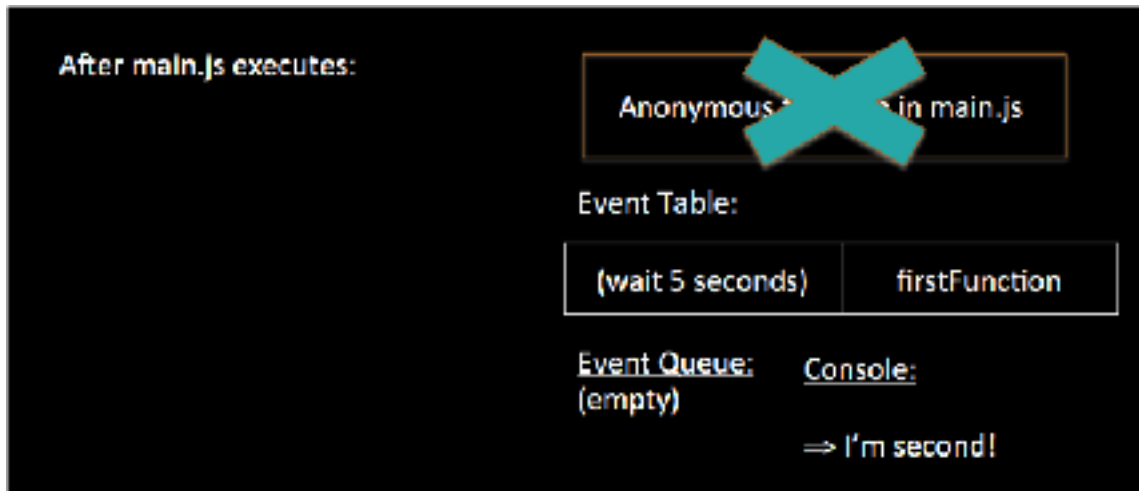 After main.js executes:
Anonymous in main.js
Event Table:
(wait 5 seconds) firstFunction
Event Queue:
(empty)
Console:
⇒ I'm second!